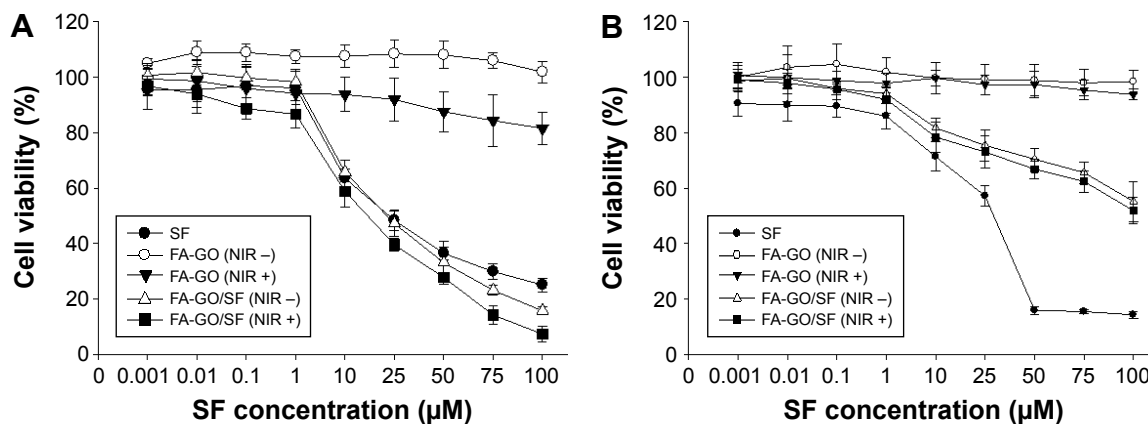 A
120
100
80
60
40
20
0
Cell viability (%)
SF
FA-GO (NIR –)
FA-GO (NIR +)
FA-GO/SF (NIR –)
FA-GO/SF (NIR +)
0 0.001 0.01 0.1 1 10 25 50 75 100
SF concentration (µM)
B
120
100
80
60
40
20
0
Cell viability (%)
SF
FA-GO (NIR –)
FA-GO (NIR +)
FA-GO/SF (NIR –)
FA-GO/SF (NIR +)
0 0.001 0.01 0.1 1 10 25 50 75 100
SF concentration (µM)